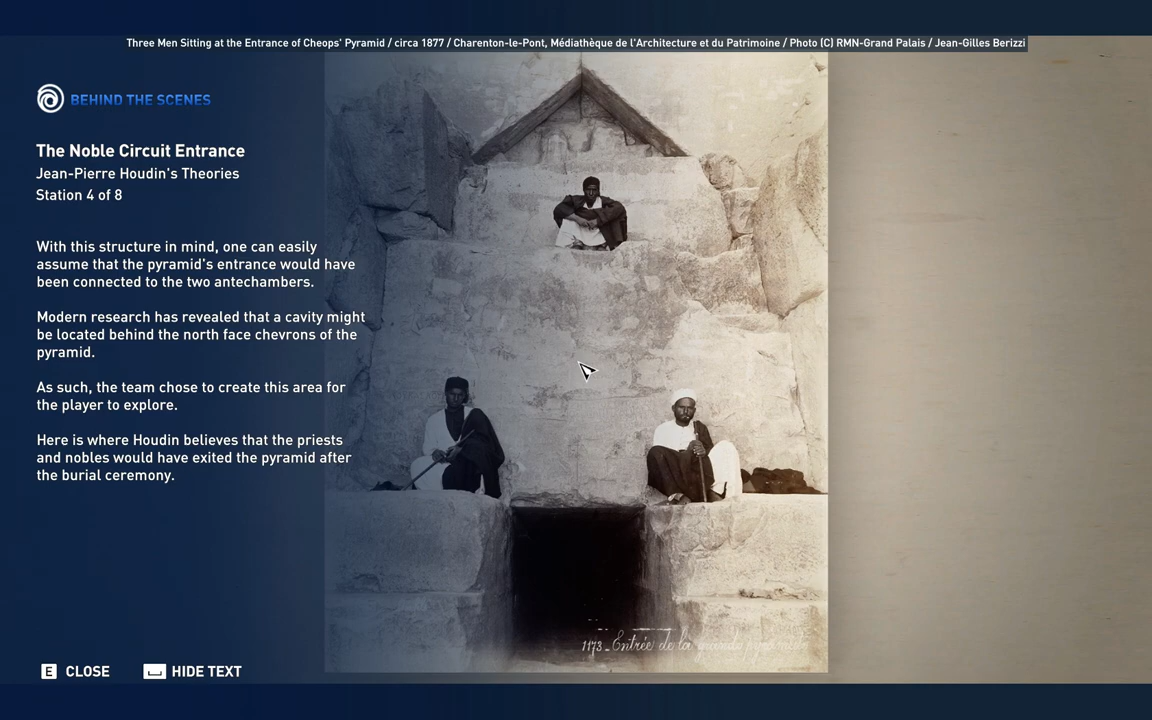 Three Men Sitting at the Entrance of Cheops' Pyramid / circa 1877 / Charenton-le-Pont, Médiathèque de l'Architecture et du Patrimoine / Photo (C) RMN-Grand Palais / Jean-Gilles Berizzi
BEHIND THE SCENES
The Noble Circuit Entrance
Jean-Pierre Houdin's Theories
Station 4 of 8
With this structure in mind, one can easily
assume that the pyramid's entrance would have
been connected to the two antechambers.
Modern research has revealed that a cavity might
be located behind the north face chevrons of the
pyramid.
As such, the team chose to create this area for
the player to explore.
Here is where Houdin believes that the priests
and nobles would have exited the pyramid after
the burial ceremony.
1173_Entrée de la grande pyramide
E CLOSE
HIDE TEXT